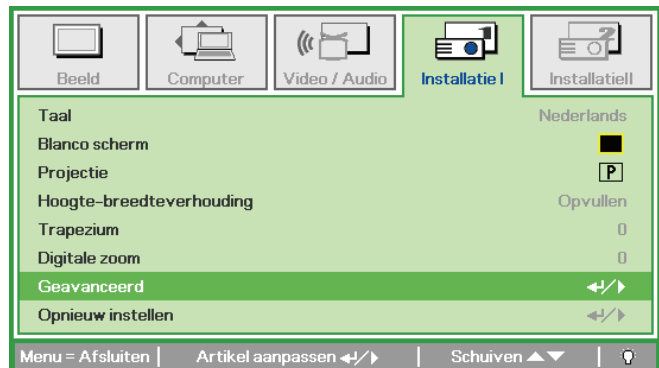 Beeld Computer Video / Audio Installatie I InstallatieII
Taal Nederlands
Blanco scherm
Projectie P
Hoogte-breedteverhouding Opvullen
Trapezium 0
Digitale zoom 0
Geavanceerd ↵/▶
Opnieuw instellen ↵/▶
Menu = Afsluiten | Artikel aanpassen ↵/▶ | Schuiven ▲▼ |